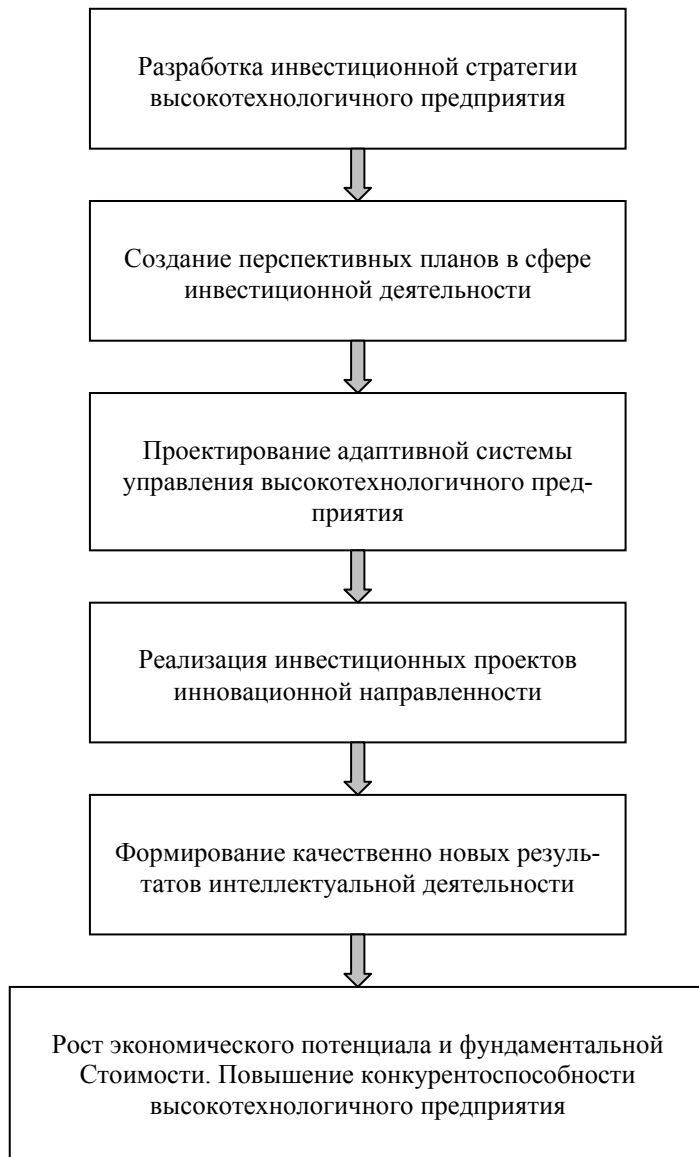 Разработка инвестиционной стратегии
высокотехнологичного предприятия
Создание перспективных планов в сфере
инвестиционной деятельности
Проектирование адаптивной системы
управления высокотехнологичного пред-
приятия
Реализация инвестиционных проектов
инновационной направленности
Формирование качественно новых резуль-
татов интеллектуальной деятельности
Рост экономического потенциала и фундаментальной
Стоимости. Повышение конкурентоспособности
высокотехнологичного предприятия